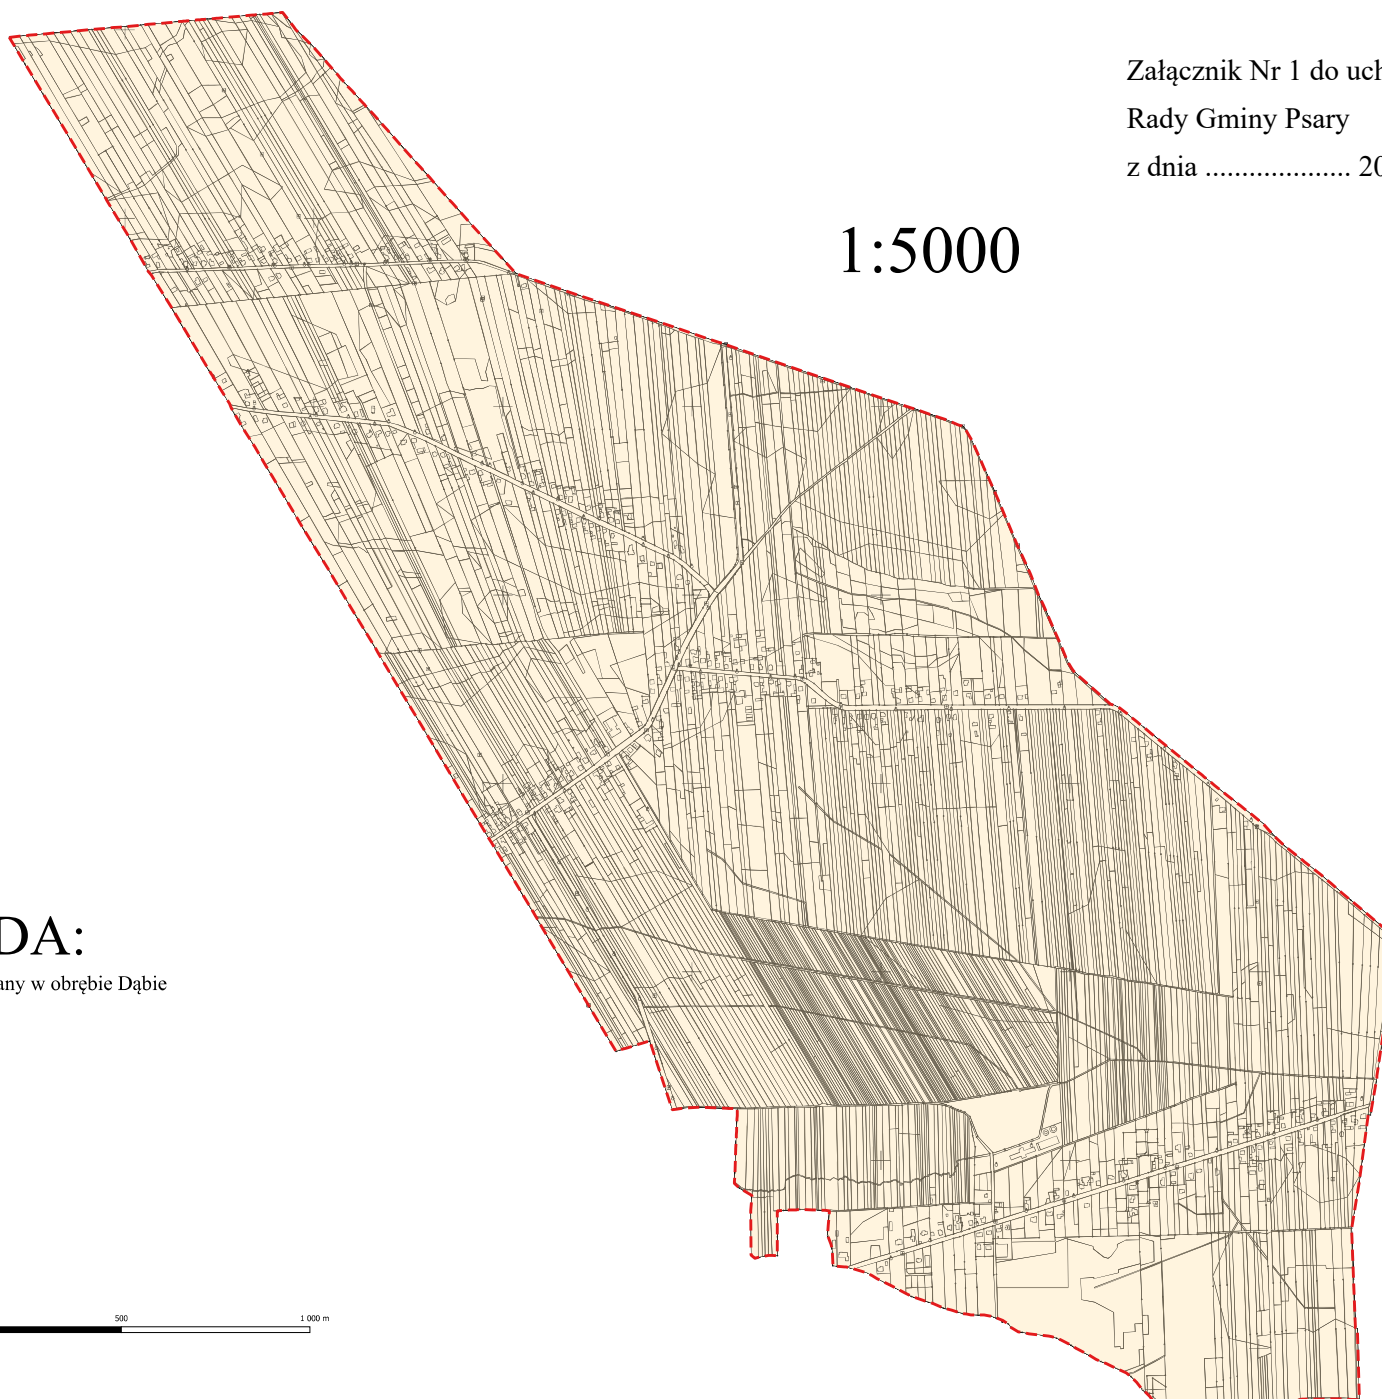 Załącznik Nr 1 do uch
Rady Gminy Psary
z dnia .................... 20
1:5000
DA:
any w obrębie Dąbie
500
1 000 m